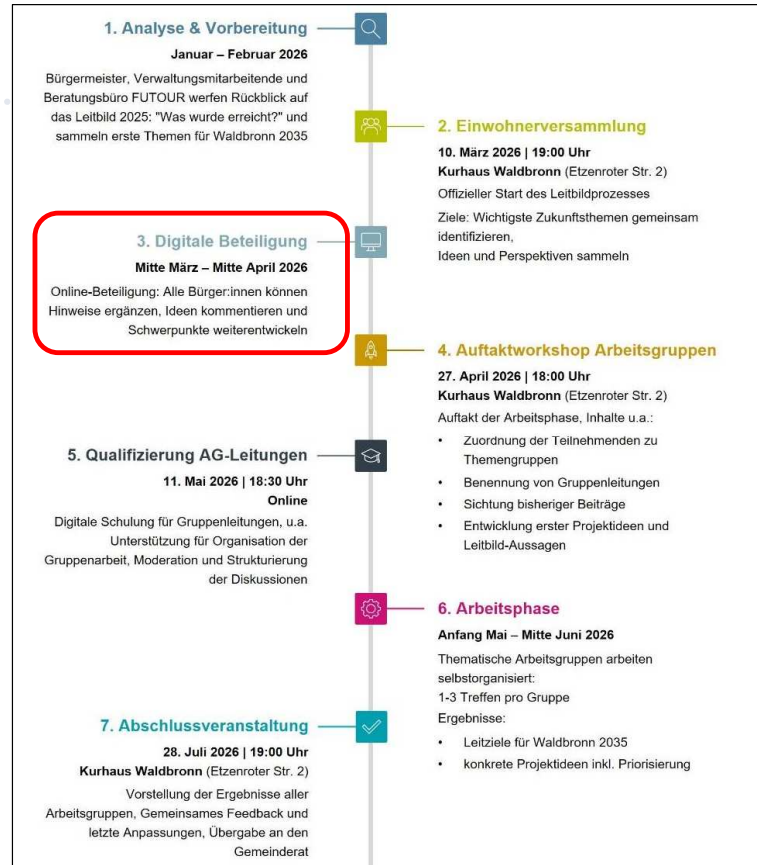 1. Analyse & Vorbereitung
Januar – Februar 2026
Bürgermeister, Verwaltungsmitarbeitende und
Beratungsbüro FUTOUR werfen Rückblick auf
das Leitbild 2025: "Was wurde erreicht?" und
sammeln erste Themen für Waldbronn 2035
2. Einwohnerversammlung
10. März 2026 | 19:00 Uhr
Kurhaus Waldbronn (Etzenroter Str. 2)
Offizieller Start des Leitbildprozesses
Ziele: Wichtigste Zukunftsthemen gemeinsam
identifizieren,
Ideen und Perspektiven sammeln
3. Digitale Beteiligung
Mitte März – Mitte April 2026
Online-Beteiligung: Alle Bürger:innen können
Hinweise ergänzen, Ideen kommentieren und
Schwerpunkte weiterentwickeln
4. Auftaktworkshop Arbeitsgruppen
27. April 2026 | 18:00 Uhr
Kurhaus Waldbronn (Etzenroter Str. 2)
Auftakt der Arbeitsphase, Inhalte u.a.:
• Zuordnung der Teilnehmenden zu
Themengruppen
• Benennung von Gruppenleitungen
• Sichtung bisheriger Beiträge
• Entwicklung erster Projektideen und
Leitbild-Aussagen
5. Qualifizierung AG-Leitungen
11. Mai 2026 | 18:30 Uhr
Online
Digitale Schulung für Gruppenleitungen, u.a.
Unterstützung für Organisation der
Gruppenarbeit, Moderation und Strukturierung
der Diskussionen
6. Arbeitsphase
Anfang Mai – Mitte Juni 2026
Thematische Arbeitsgruppen arbeiten
selbstorganisiert:
1-3 Treffen pro Gruppe
Ergebnisse:
• Leitziele für Waldbronn 2035
• konkrete Projektideen inkl. Priorisierung
7. Abschlussveranstaltung
28. Juli 2026 | 19:00 Uhr
Kurhaus Waldbronn (Etzenroter Str. 2)
Vorstellung der Ergebnisse aller
Arbeitsgruppen, Gemeinsames Feedback und
letzte Anpassungen, Übergabe an den
Gemeinderat